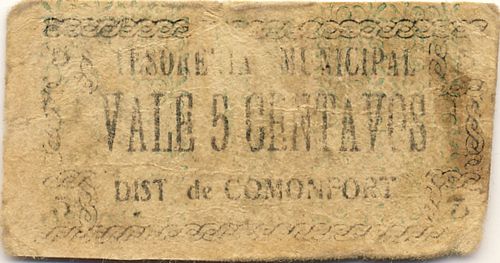 TESORERIA MUNICIPAL
VALE 5 CENTAVOS
DIST de COMONFORT